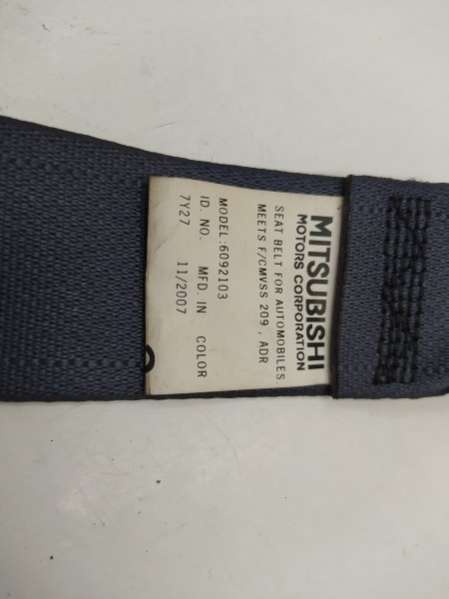 MITSUBISHI
MOTORS CORPORATION
SEAT BELT FOR AUTOMOBILES
MEETS F/CMVSS 209 , ADR
MODEL:6092103
ID. NO. MFD. IN COLOR
7Y27 11/2007